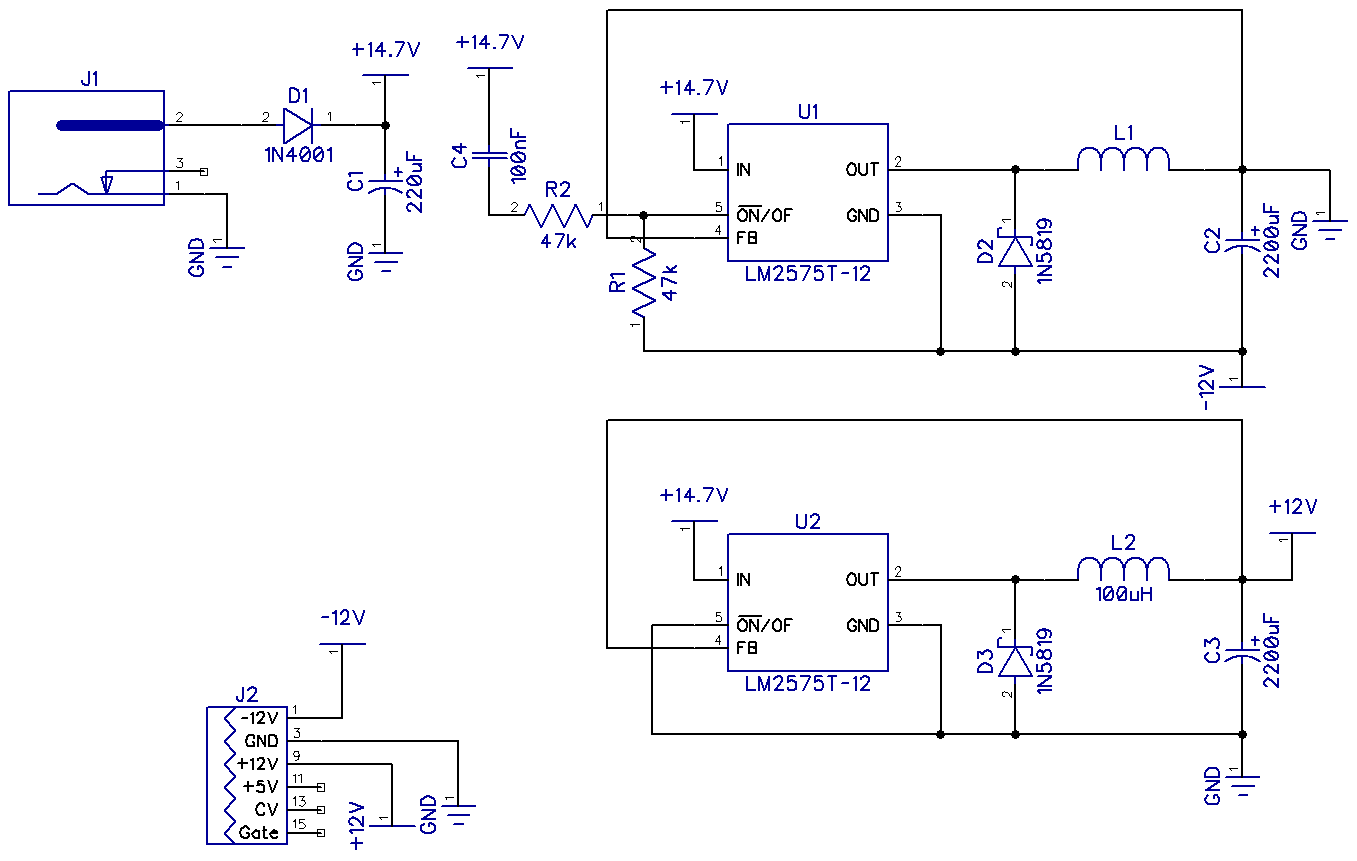 J1
2
3
1
GND
1
2
D1
1
1N4001
+14.7V
1
C1
+
220uF
GND
1
+14.7V
1
C4
100nF
2
R2
1
47k
+14.7V
1
U1
1
IN
OUT
2
5
ON/OF
GND
3
4
FB
LM2575T-12
2
R1
47k
1
L1
1
D2
1N5819
2
C2
+
2200uF
GND
1
-12V
1
+14.7V
1
U2
1
IN
OUT
2
5
ON/OF
GND
3
4
FB
LM2575T-12
L2
100uH
+12V
1
1
D3
1N5819
2
C3
+
2200uF
GND
1
-12V
1
J2
-12V
1
GND
3
+12V
9
+5V
11
CV
13
Gate
15
+12V
1
GND
1